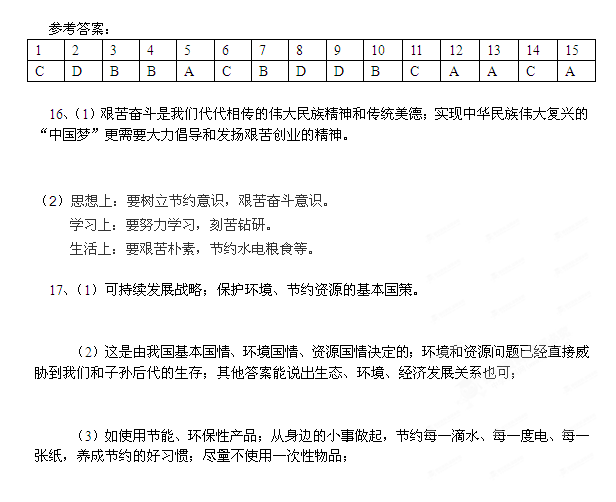 参考答案：
1 2 3 4 5 6 7 8 9 10 11 12 13 14 15
C D B B A C B D D B C A A C A
16、（1）艰苦奋斗是我们代代相传的伟大民族精神和传统美德；实现中华民族伟大复兴的
“中国梦”更需要大力倡导和发扬艰苦创业的精神。
（2）思想上：要树立节约意识，艰苦奋斗意识。
学习上：要努力学习，刻苦钻研。
生活上：要艰苦朴素，节约水电粮食等。
17、（1）可持续发展战略；保护环境、节约资源的基本国策。
（2）这是由我国基本国情、环境国情、资源国情决定的；环境和资源问题已经直接威
胁到我们和子孙后代的生存；其他答案能说出生态、环境、经济发展关系也可；
（3）如使用节能、环保性产品；从身边的小事做起，节约每一滴水、每一度电、每一
张纸，养成节约的好习惯；尽量不使用一次性物品；